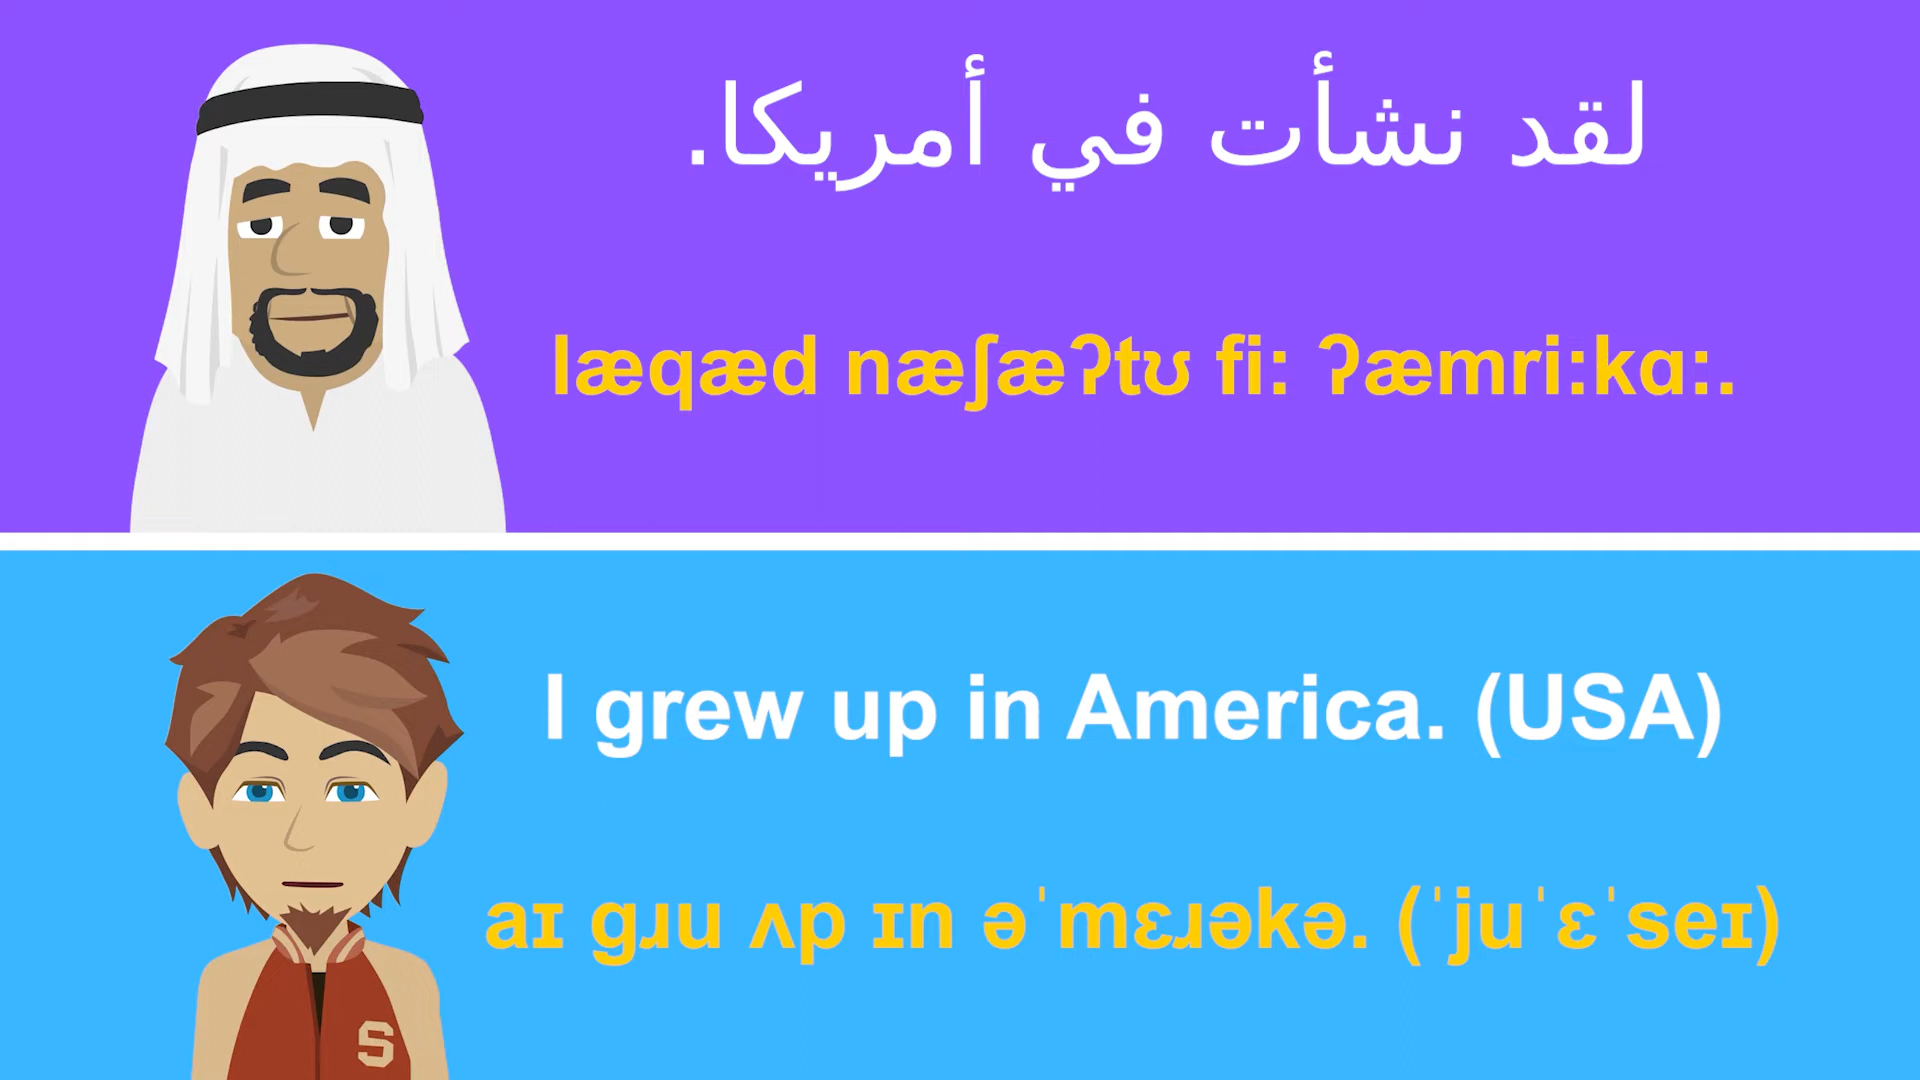 لقد نشأت في أمريكا.
læqæd næʃæʔtʊ fi: ʔæmri:kɑ:.
I grew up in America. (USA)
aɪ gɹu ʌp ɪn əˈmɛɹəkə. (ˈjuˈɛˈseɪ)
S